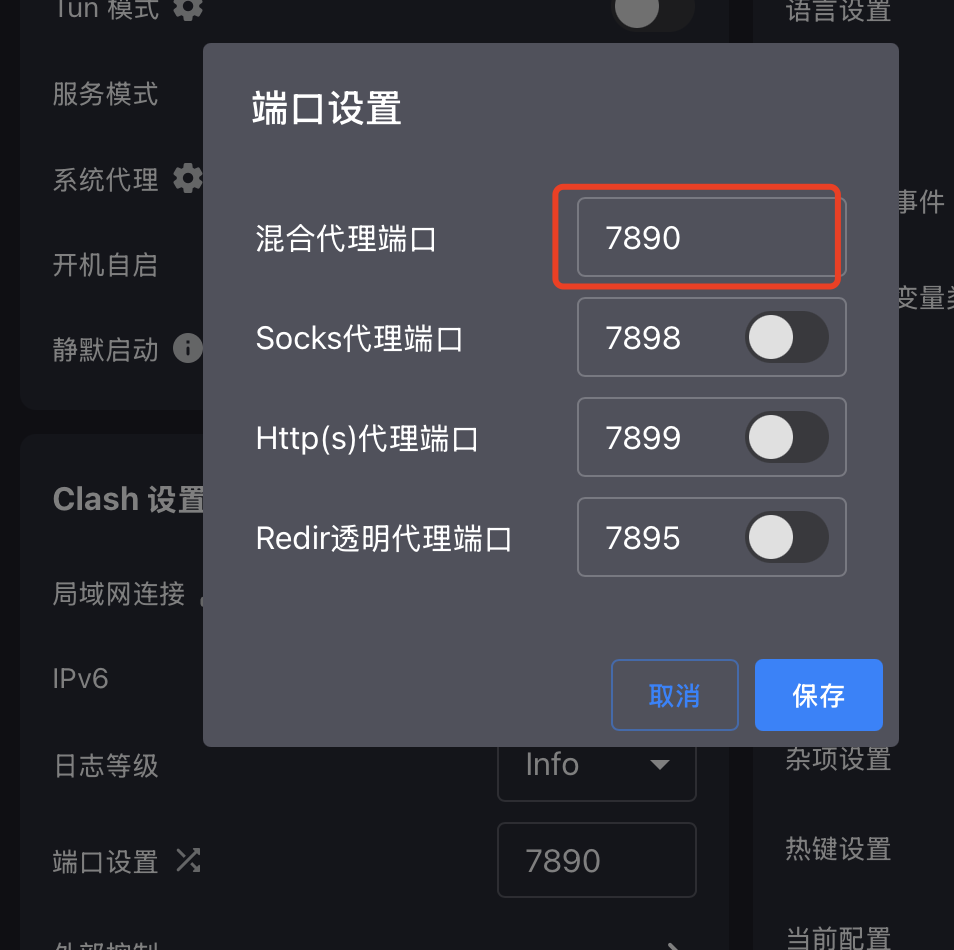 Tun 模式
语言设置
服务模式
端口设置
系统代理
事件
混合代理端口
7890
开机自启
变量类
静默启动
Socks代理端口
7898
Http(s)代理端口
7899
Clash 设置
Redir透明代理端口
7895
局域网连接
IPv6
取消
保存
日志等级
Info
杂项设置
端口设置
7890
热键设置
外部控制
当前配置